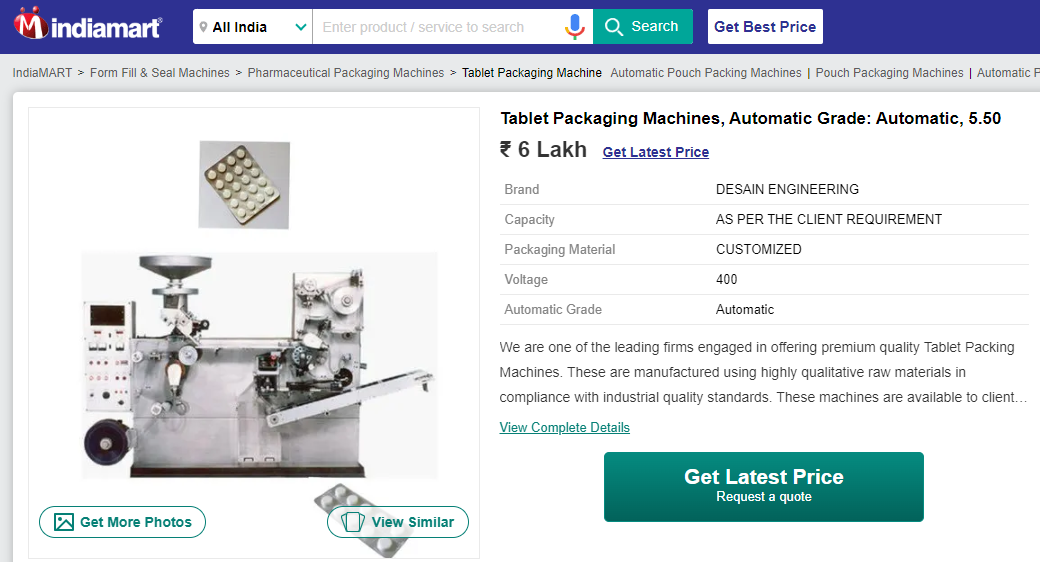 indiamart
All India
Enter product / service to search
Search
Get Best Price
IndiaMART > Form Fill & Seal Machines > Pharmaceutical Packaging Machines > Tablet Packaging Machine Automatic Pouch Packing Machines | Pouch Packaging Machines | Automatic P
Tablet Packaging Machines, Automatic Grade: Automatic, 5.50
₹ 6 Lakh Get Latest Price
Brand DESAIN ENGINEERING
Capacity AS PER THE CLIENT REQUIREMENT
Packaging Material CUSTOMIZED
Voltage 400
Automatic Grade Automatic
We are one of the leading firms engaged in offering premium quality Tablet Packing
Machines. These are manufactured using highly qualitative raw materials in
compliance with industrial quality standards. These machines are available to client…
View Complete Details
Get Latest Price
Request a quote
Get More Photos
View Similar